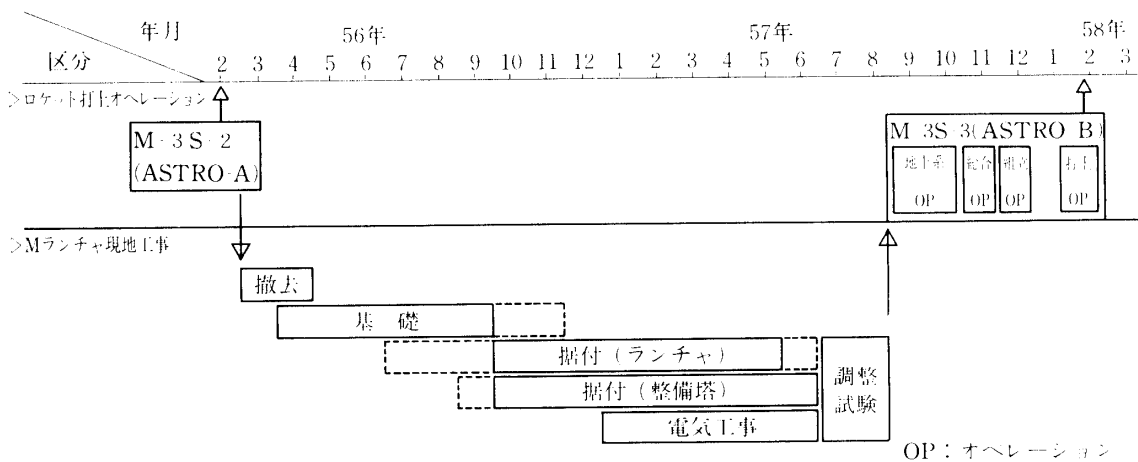 年月 56年 57年 58年
区分 2 3 4 5 6 7 8 9 10 11 12 1 2 3 4 5 6 7 8 9 10 11 12 1 2 3
>ロケット打上オペレーション
M-3S-2
(ASTRO-A)
M-3S-3(ASTRO-B)
地上系 総合 組立 打上
OP OP OP OP
>Mランチャ現地工事
撤去
基礎
据付(ランチャ)
据付(整備塔)
電気工事
調整
試験
OP:オペレーション